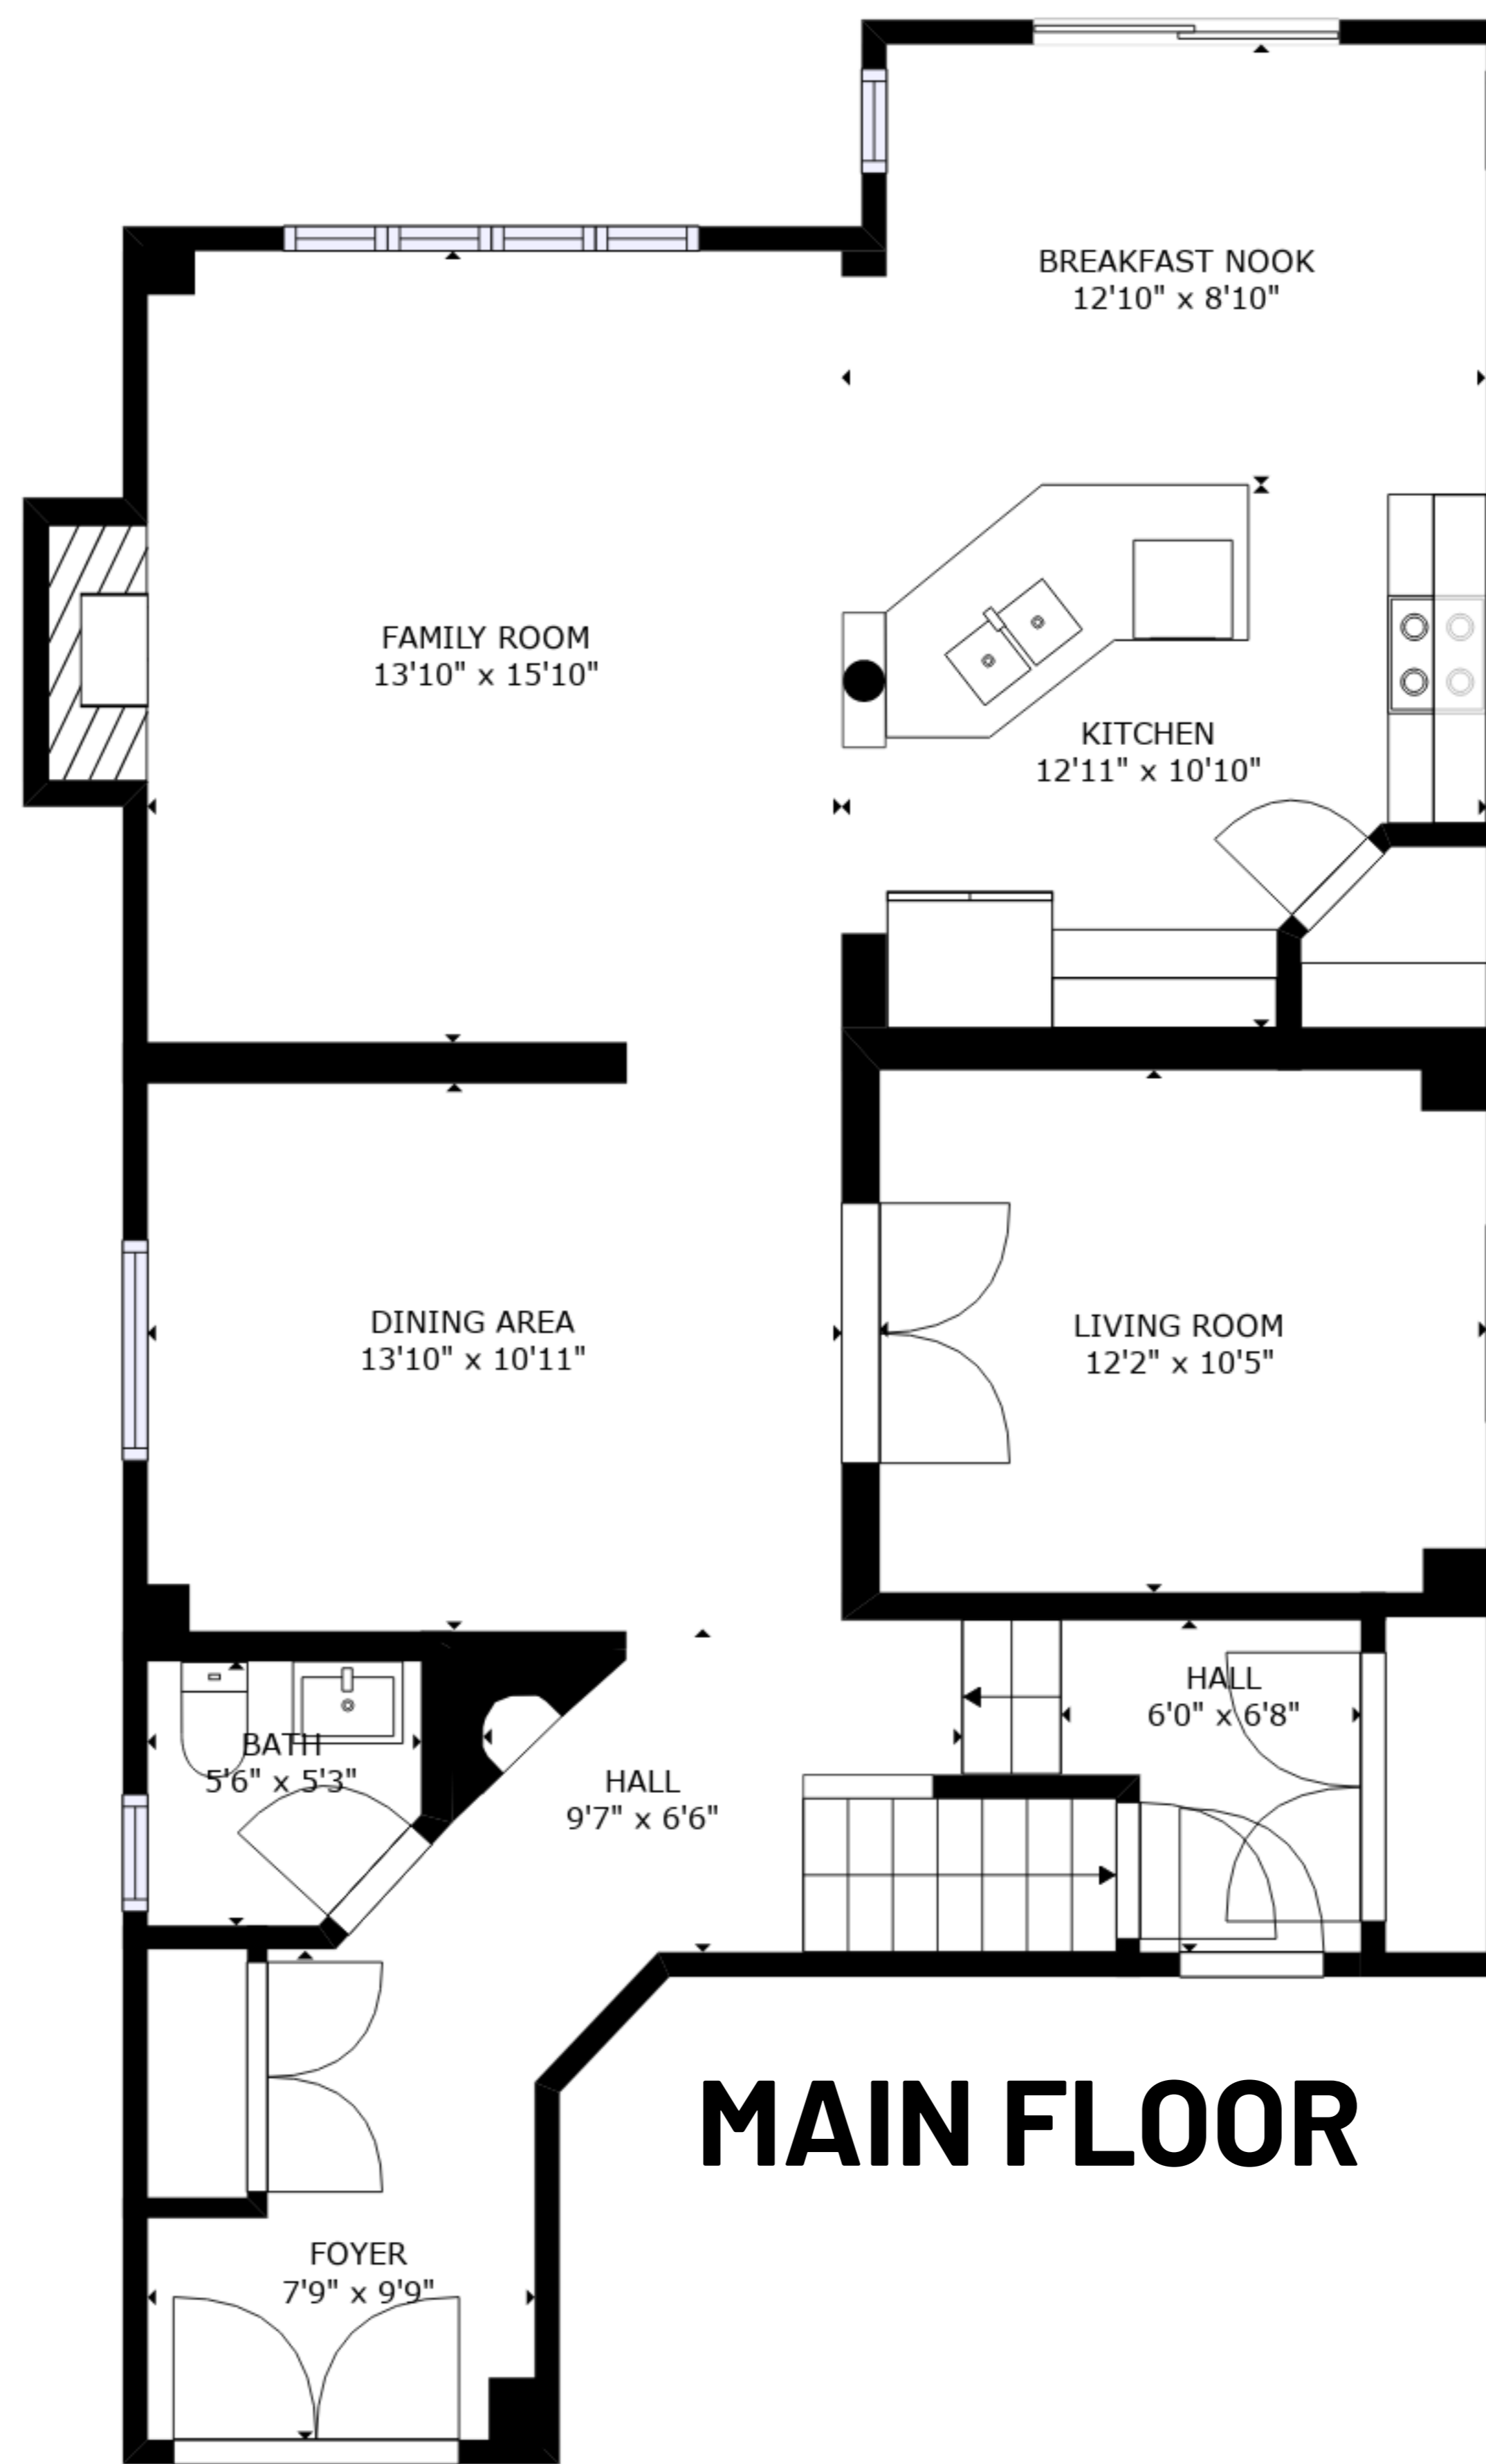 BREAKFAST NOOK
12'10" x 8'10"
FAMILY ROOM
13'10" x 15'10"
KITCHEN
12'11" x 10'10"
DINING AREA
13'10" x 10'11"
LIVING ROOM
12'2" x 10'5"
HALL
6'0" x 6'8"
BATH
5'6" x 5'3"
HALL
9'7" x 6'6"
MAIN FLOOR
FOYER
7'9" x 9'9"